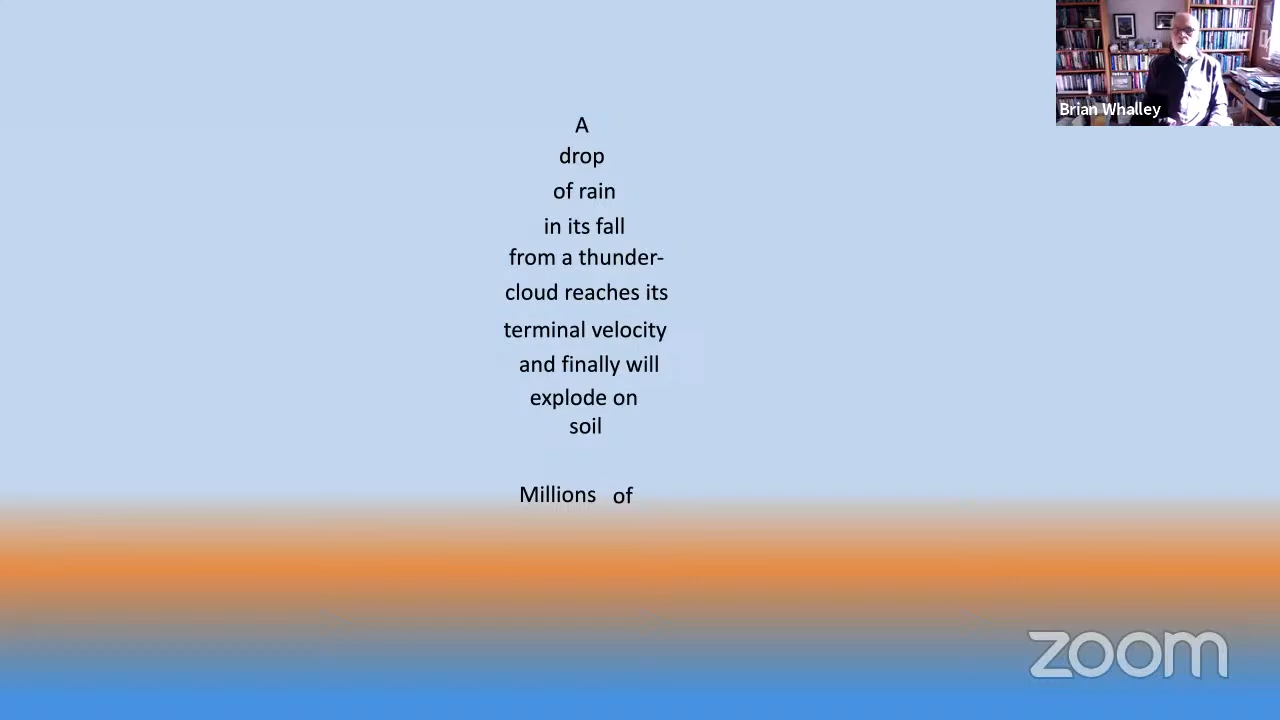 Brian Whalley
A
drop
of rain
in its fall
from a thunder-
cloud reaches its
terminal velocity
and finally will
explode on
soil
Millions of
zoom